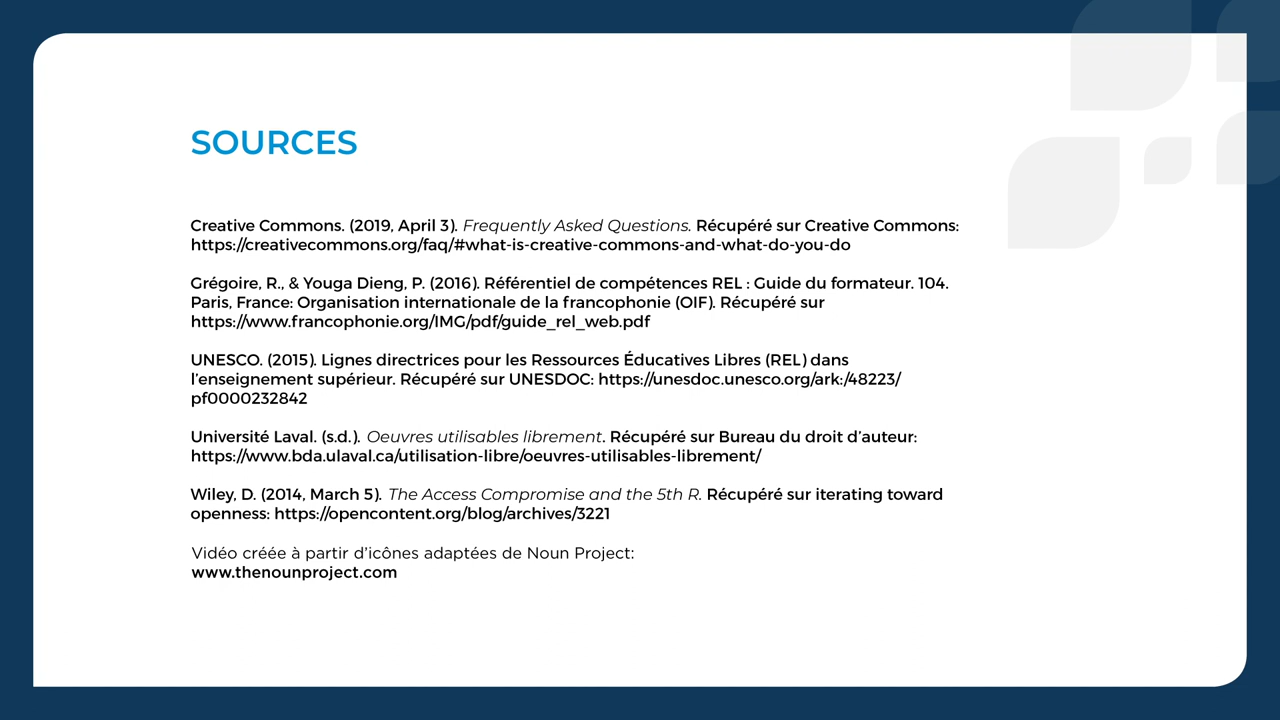 SOURCES
Creative Commons. (2019, April 3). Frequently Asked Questions. Récupéré sur Creative Commons:
https://creativecommons.org/faq/#what-is-creative-commons-and-what-do-you-do
Grégoire, R., & Youga Dieng, P. (2016). Référentiel de compétences REL : Guide du formateur. 104.
Paris, France: Organisation internationale de la francophonie (OIF). Récupéré sur
https://www.francophonie.org/IMG/pdf/guide_rel_web.pdf
UNESCO. (2015). Lignes directrices pour les Ressources Éducatives Libres (REL) dans
l’enseignement supérieur. Récupéré sur UNESDOC: https://unesdoc.unesco.org/ark:/48223/
pf0000232842
Université Laval. (s.d.). Oeuvres utilisables librement. Récupéré sur Bureau du droit d’auteur:
https://www.bda.ulaval.ca/utilisation-libre/oeuvres-utilisables-librement/
Wiley, D. (2014, March 5). The Access Compromise and the 5th R. Récupéré sur iterating toward
openness: https://opencontent.org/blog/archives/3221
Vidéo créée à partir d’icônes adaptées de Noun Project:
www.thenounproject.com